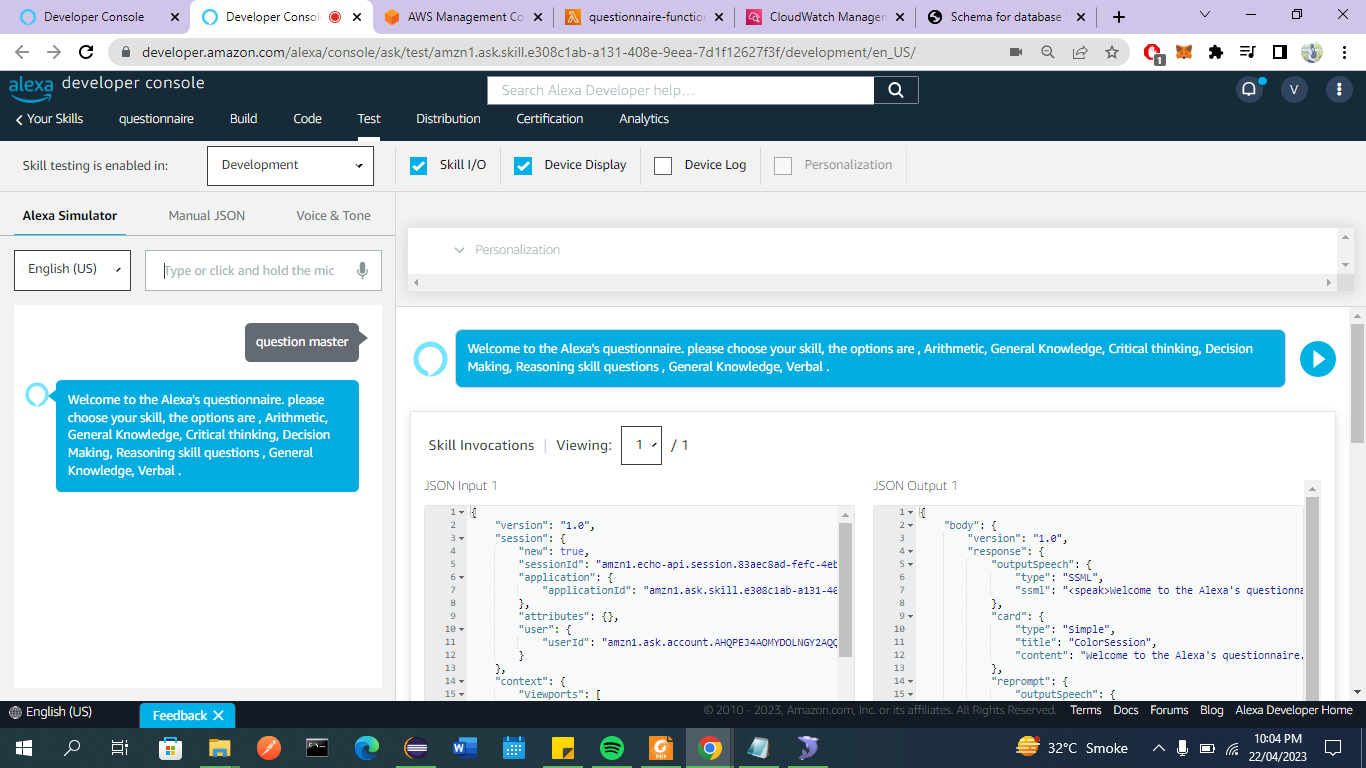 Developer Console
Developer Consol
AWS Management Co
questionnaire-function
CloudWatch Manager
Schema for database
developer.amazon.com/alexa/console/ask/test/amzn1.ask.skill.e308c1ab-a131-408e-9eea-7d1f12627f3f/development/en_US/
1
alexa developer console
Search Alexa Developer help...
V
Your Skills
questionnaire
Build
Code
Test
Distribution
Certification
Analytics
Skill testing is enabled in:
Development
Skill I/O
Device Display
Device Log
Personalization
Alexa Simulator
Manual JSON
Voice & Tone
English (US)
Type or click and hold the mic
question master
Welcome to the Alexa's questionnaire. please
choose your skill, the options are , Arithmetic,
General Knowledge, Critical thinking, Decision
Making, Reasoning skill questions , General
Knowledge, Verbal .
Personalization
Welcome to the Alexa's questionnaire. please choose your skill, the options are , Arithmetic, General Knowledge, Critical thinking, Decision
Making, Reasoning skill questions , General Knowledge, Verbal .
Skill Invocations | Viewing: 1 / 1
JSON Input 1
1 {
2 "version": "1.0",
3 "session": {
4 "new": true,
5 "sessionId": "amzn1.echo-api.session.83aec8ad-fefc-4eb
6 "application": {
7 "applicationId": "amzn1.ask.skill.e308c1ab-a131-40
8 },
9 "attributes": {},
10 "user": {
11 "userId": "amzn1.ask.account.AHQPEJ4AOMYDOLNGY2AQQ
12 }
13 },
14 "context": {
15 "Viewports": [
JSON Output 1
1 {
2 "body": {
3 "version": "1.0",
4 "response": {
5 "outputSpeech": {
6 "type": "SSML",
7 "ssml": "<speak>Welcome to the Alexa's questionna
8 },
9 "card": {
10 "type": "Simple",
11 "title": "ColorSession",
12 "content": "Welcome to the Alexa's questionnaire.
13 },
14 "reprompt": {
15 "outputSpeech": {
English (US)
Feedback
© 2010 - 2023, Amazon.com, Inc. or its affiliates. All Rights Reserved.
Terms
Docs
Forums
Blog
Alexa Developer Home
32°C Smoke
10:04 PM
22/04/2023